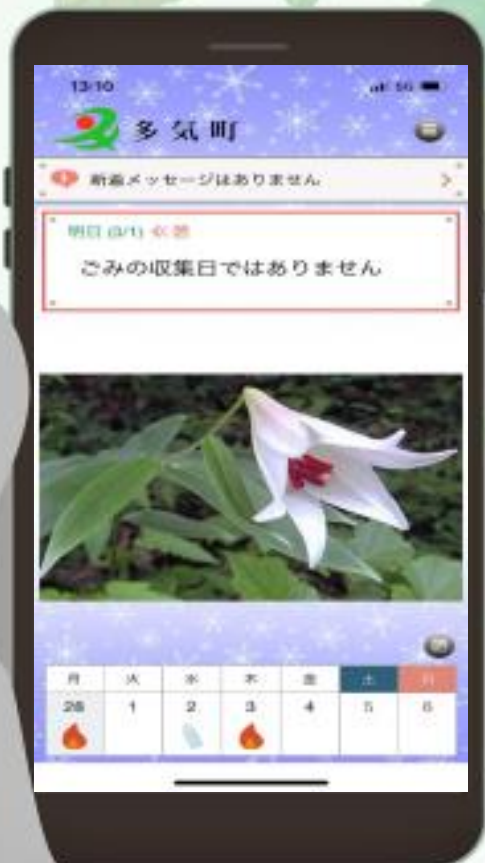 13:10 5G
多気町
新着メッセージはありません
明日 (3/1)
ごみの収集日ではありません
月 火 水 木 金 土 日
28 1 2 3 4 5 6